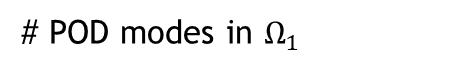 # POD modes in Ω₁